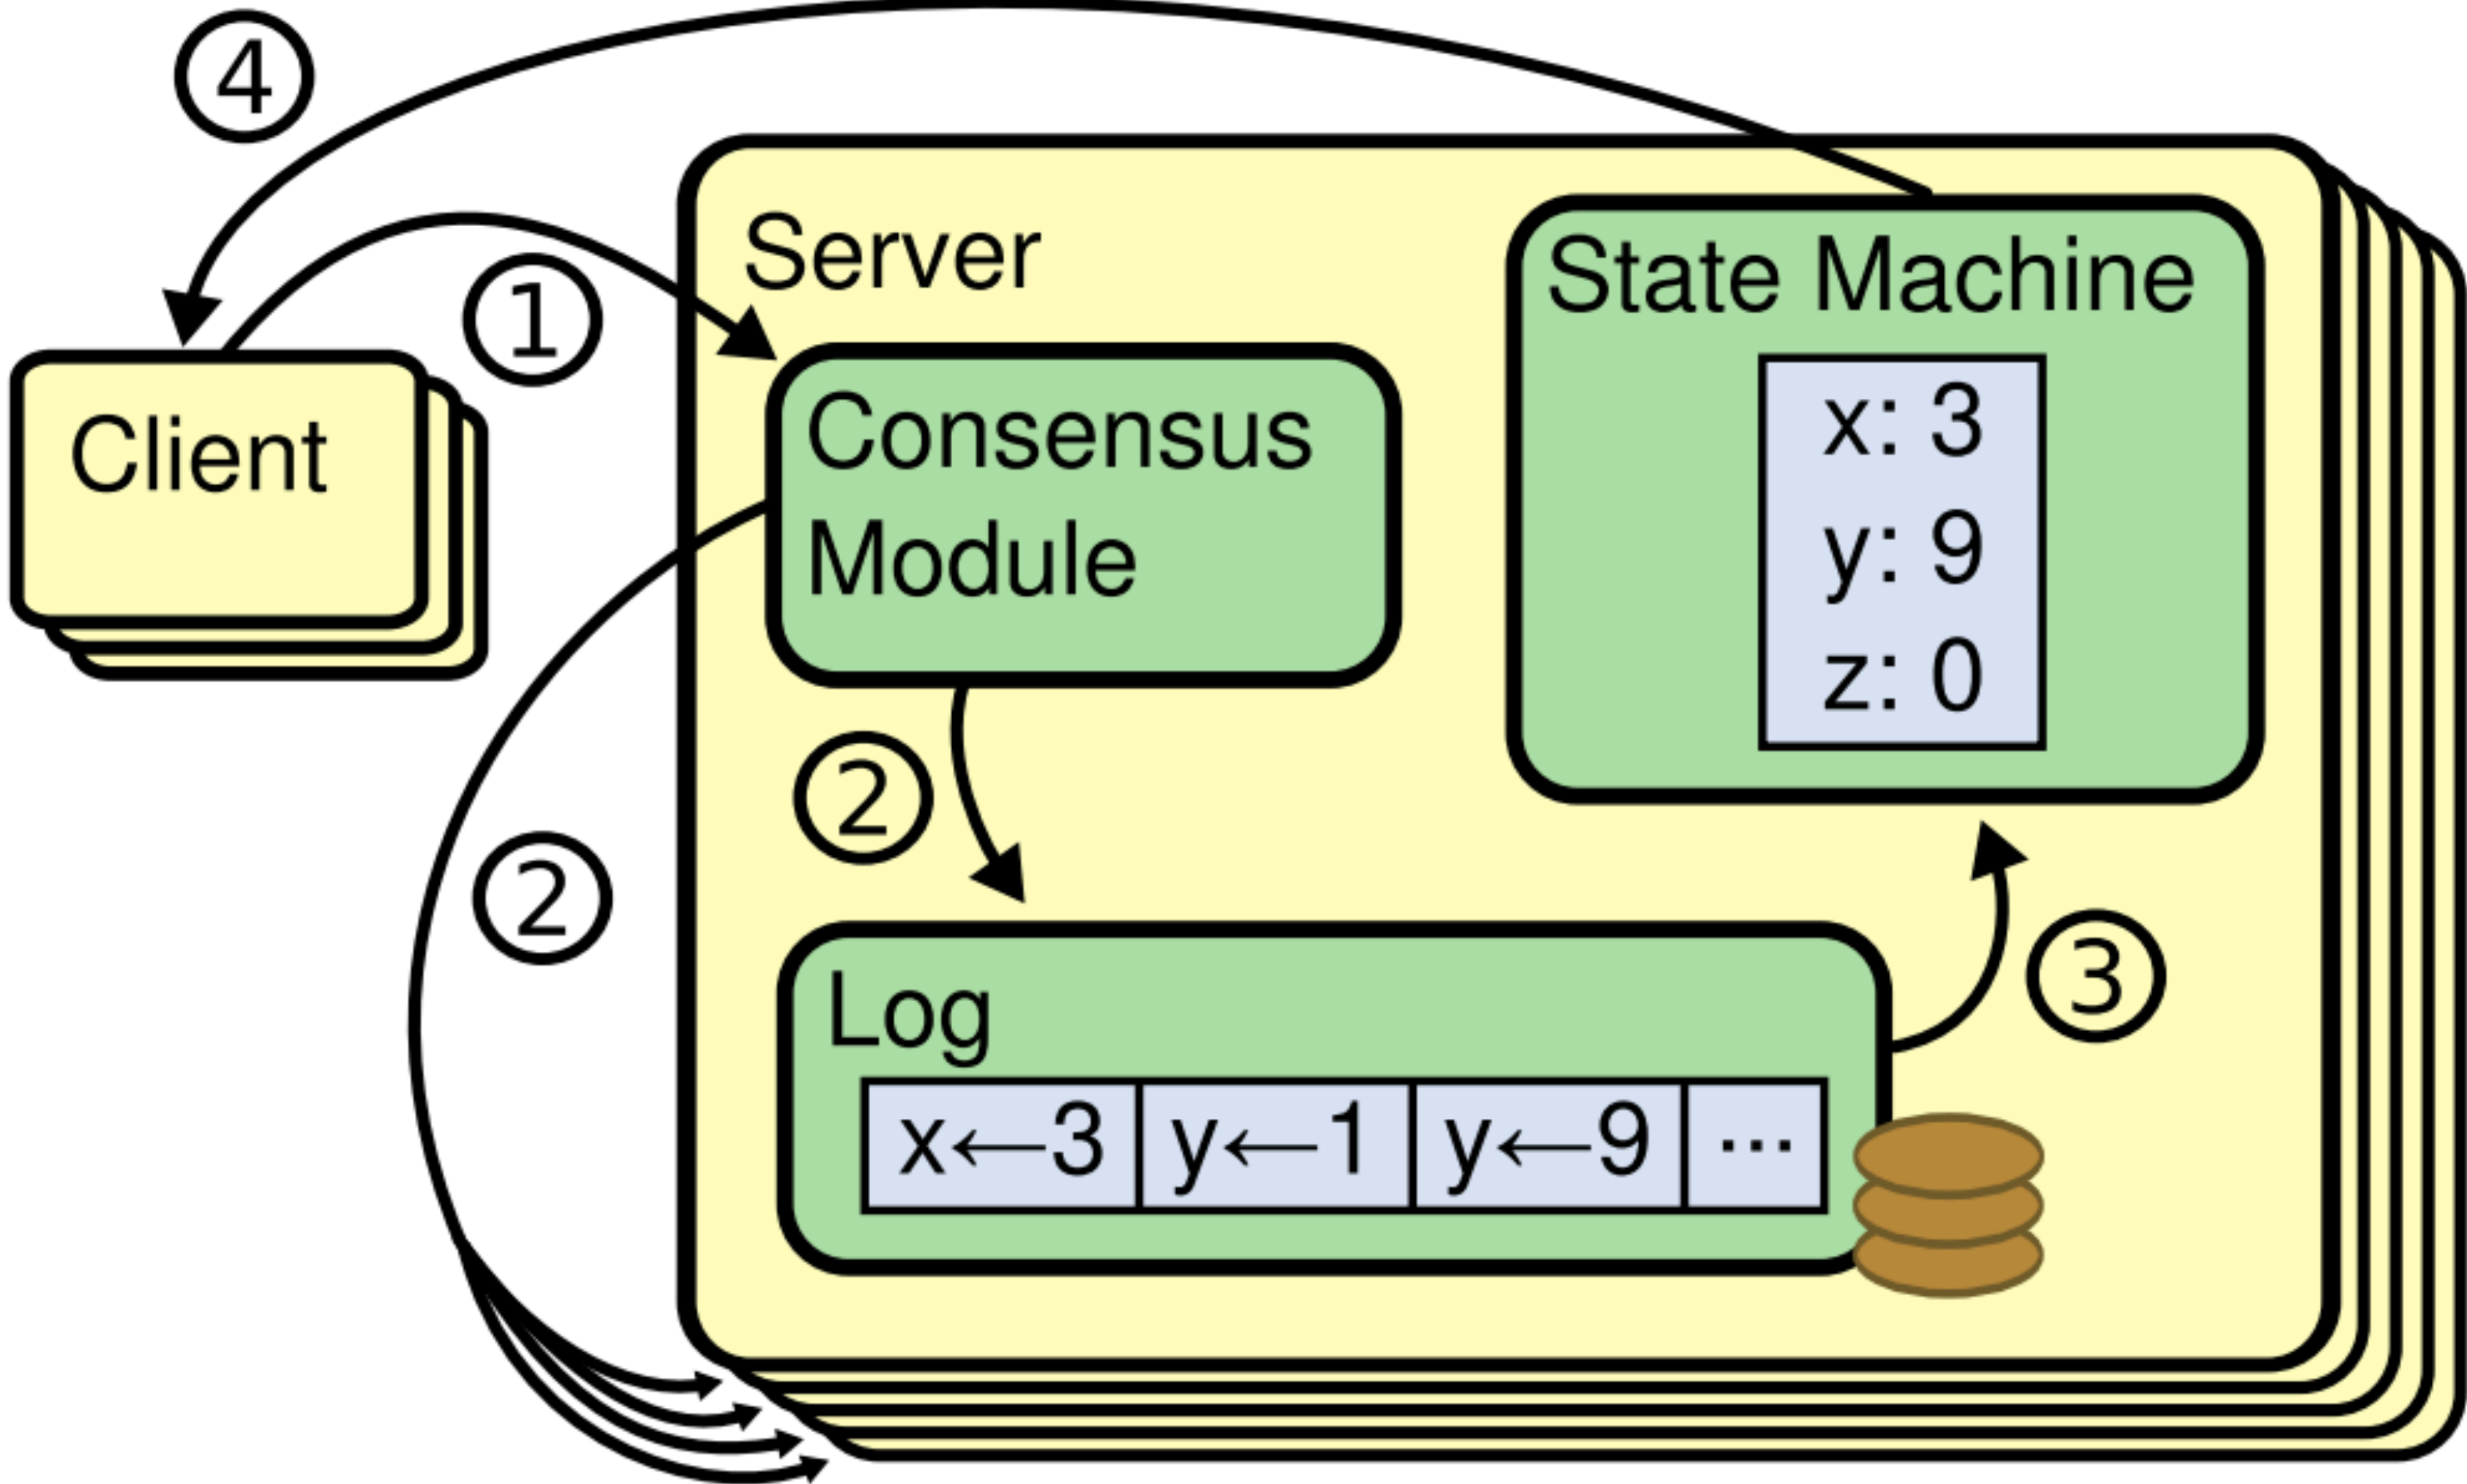 ④
①
Server
State Machine
x: 3
y: 9
z: 0
Client
Consensus
Module
②
②
③
Log
x←3 y←1 y←9 ...